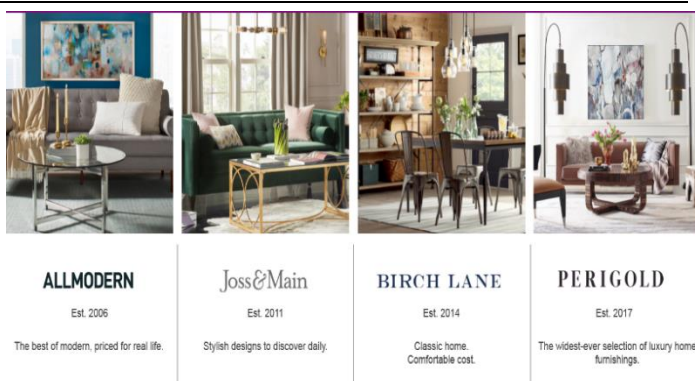 ALLMODERN
Est. 2006
The best of modern, priced for real life.
Joss&Main
Est. 2011
Stylish designs to discover daily.
BIRCH LANE
Est. 2014
Classic home.
Comfortable cost.
PERIGOLD
Est. 2017
The widest-ever selection of luxury home
furnishings.